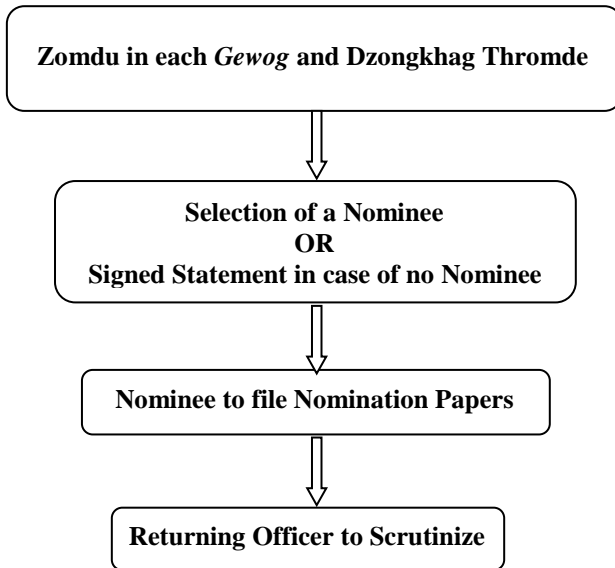 Zomdu in each Gewog and Dzongkhag Thromde
Selection of a Nominee
OR
Signed Statement in case of no Nominee
Nominee to file Nomination Papers
Returning Officer to Scrutinize